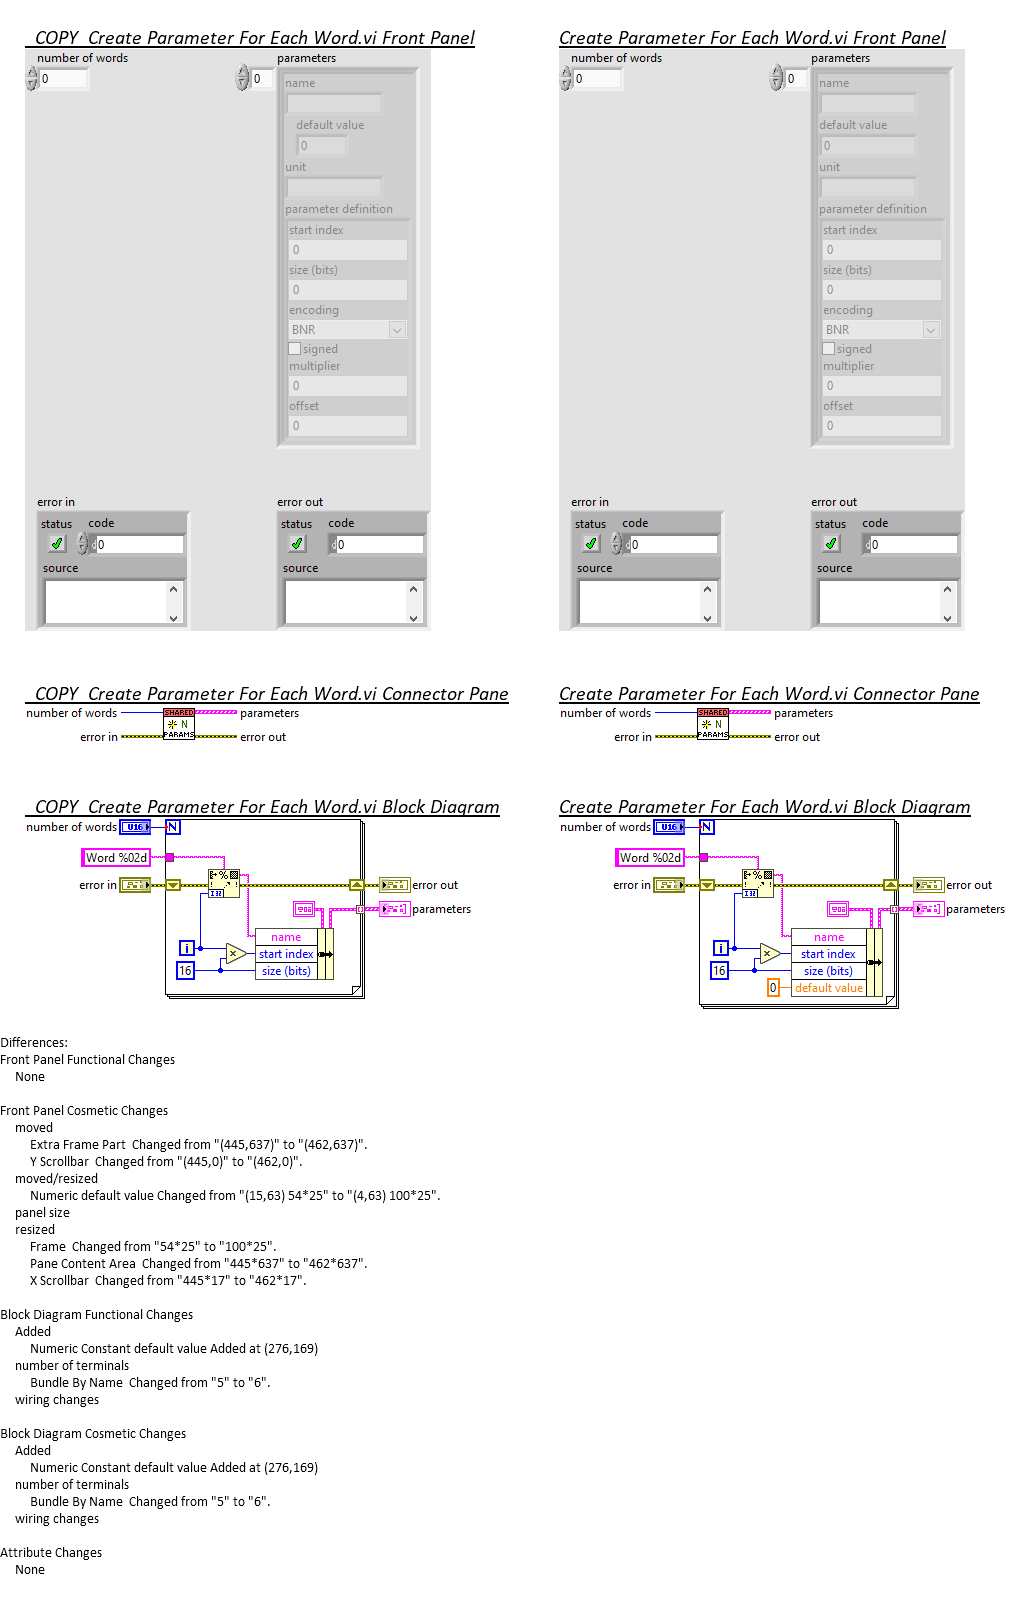 COPY  Create Parameter For Each Word.vi Front Panel
number of words
0
0
parameters
name
default value
0
unit
parameter definition
start index
0
size (bits)
0
encoding
BNR
signed
multiplier
0
offset
0
error in
status code
0
source
error out
status code
0
source
Create Parameter For Each Word.vi Front Panel
number of words
0
0
parameters
name
default value
0
unit
parameter definition
start index
0
size (bits)
0
encoding
BNR
signed
multiplier
0
offset
0
error in
status code
d0
source
error out
status code
d0
source
COPY  Create Parameter For Each Word.vi Connector Pane
number of words
SHARED
N
PARAMS
parameters
error in
error out
Create Parameter For Each Word.vi Connector Pane
number of words
SHARED
N
PARAMS
parameters
error in
error out
COPY  Create Parameter For Each Word.vi Block Diagram
number of words
U16
N
Word %02d
error in
I32
error out
parameters
i
16
name
start index
size (bits)
Create Parameter For Each Word.vi Block Diagram
number of words
U16
N
Word %02d
error in
I32
error out
parameters
i
16
name
start index
size (bits)
0
default value
Differences:
Front Panel Functional Changes
None
Front Panel Cosmetic Changes
moved
Extra Frame Part  Changed from "(445,637)" to "(462,637)".
Y Scrollbar  Changed from "(445,0)" to "(462,0)".
moved/resized
Numeric default value Changed from "(15,63) 54*25" to "(4,63) 100*25".
panel size
resized
Frame  Changed from "54*25" to "100*25".
Pane Content Area  Changed from "445*637" to "462*637".
X Scrollbar  Changed from "445*17" to "462*17".
Block Diagram Functional Changes
Added
Numeric Constant default value Added at (276,169)
number of terminals
Bundle By Name  Changed from "5" to "6".
wiring changes
Block Diagram Cosmetic Changes
Added
Numeric Constant default value Added at (276,169)
number of terminals
Bundle By Name  Changed from "5" to "6".
wiring changes
Attribute Changes
None